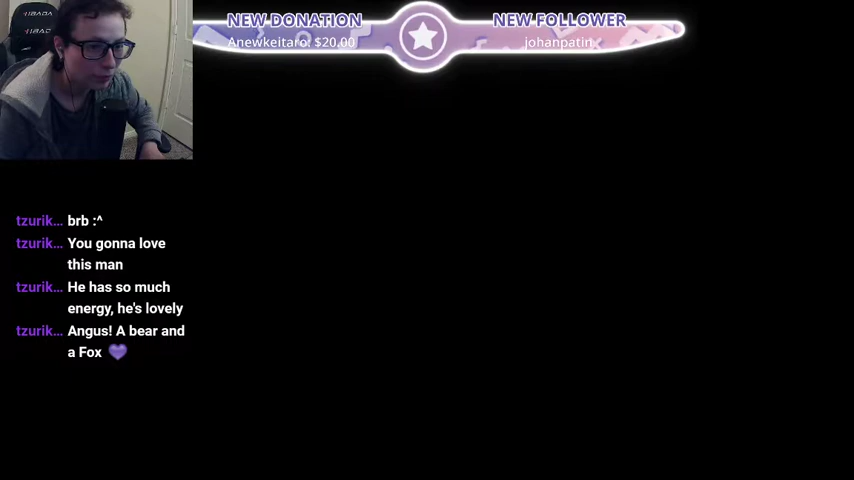 NEW DONATION
NEW FOLLOWER
Anewkeitaro: $20.00
johanpatin
tzurik... brb :^
tzurik... You gonna love
this man
tzurik... He has so much
energy, he's lovely
tzurik... Angus! A bear and
a Fox 💜